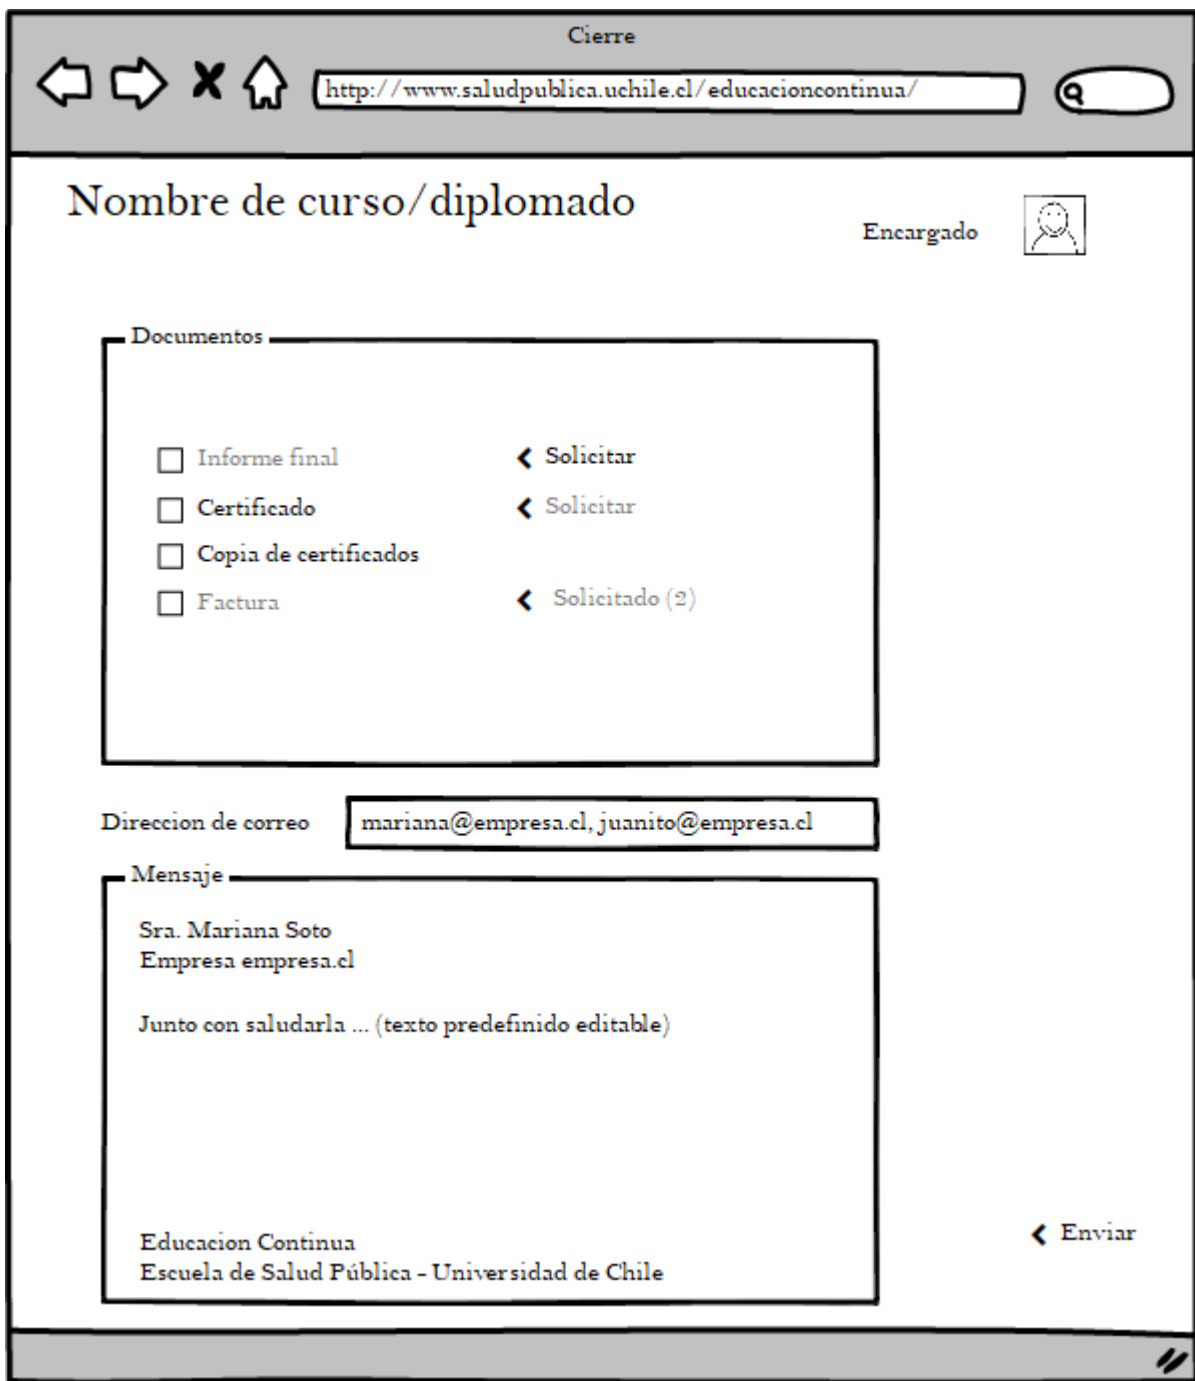 Cierre
http://www.saludpublica.uchile.cl/educacioncontinua/
Nombre de curso/diplomado
Encargado
Documentos
Informe final Solicitar
Certificado Solicitar
Copia de certificados
Factura Solicitado (2)
Direccion de correo mariana@empresa.cl, juanito@empresa.cl
Mensaje
Sra. Mariana Soto
Empresa empresa.cl
Junto con saludarla ... (texto predefinido editable)
Educacion Continua
Escuela de Salud Pública - Universidad de Chile
Enviar